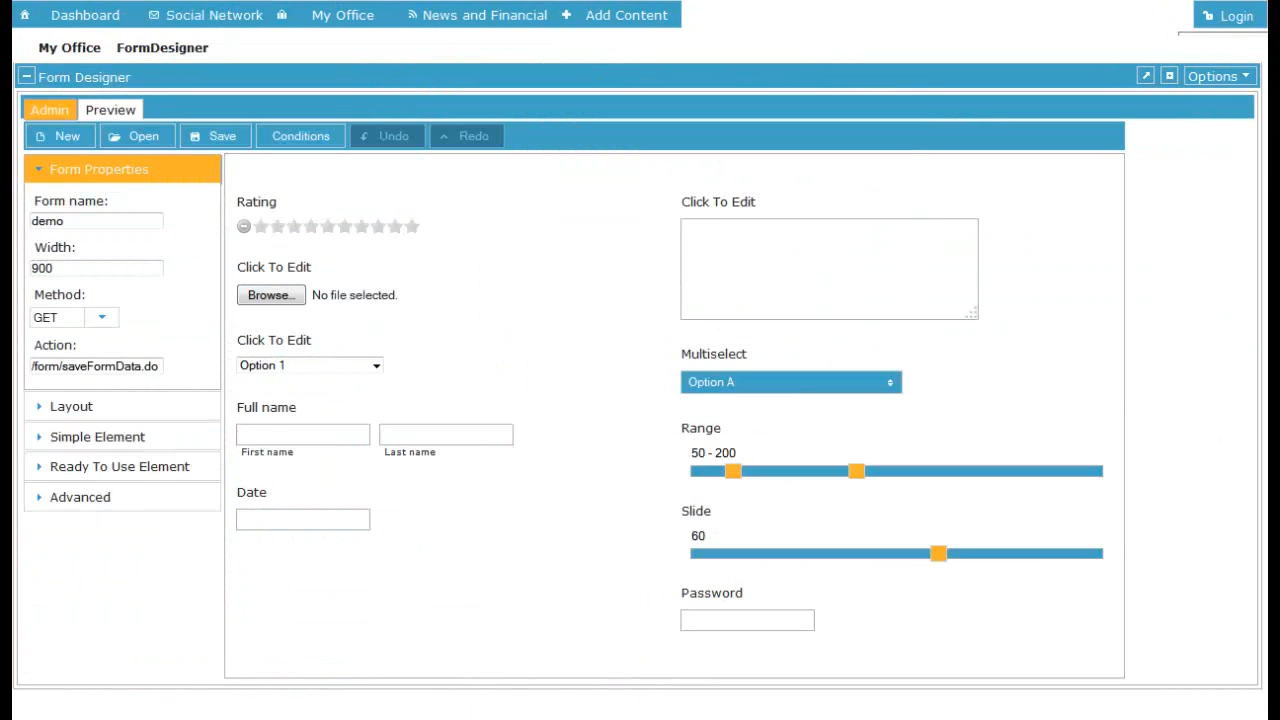 Dashboard Social Network My Office News and Financial Add Content Login
My Office FormDesigner
Form Designer Options
Admin Preview
New Open Save Conditions Undo Redo
Form Properties
Form name:
demo
Width:
900
Method:
GET
Action:
/form/saveFormData.do
Layout
Simple Element
Ready To Use Element
Advanced
Rating
Click To Edit
Browse... No file selected.
Click To Edit
Option 1
Full name
First name Last name
Date
Click To Edit
Multiselect
Option A
Range
50 - 200
Slide
60
Password